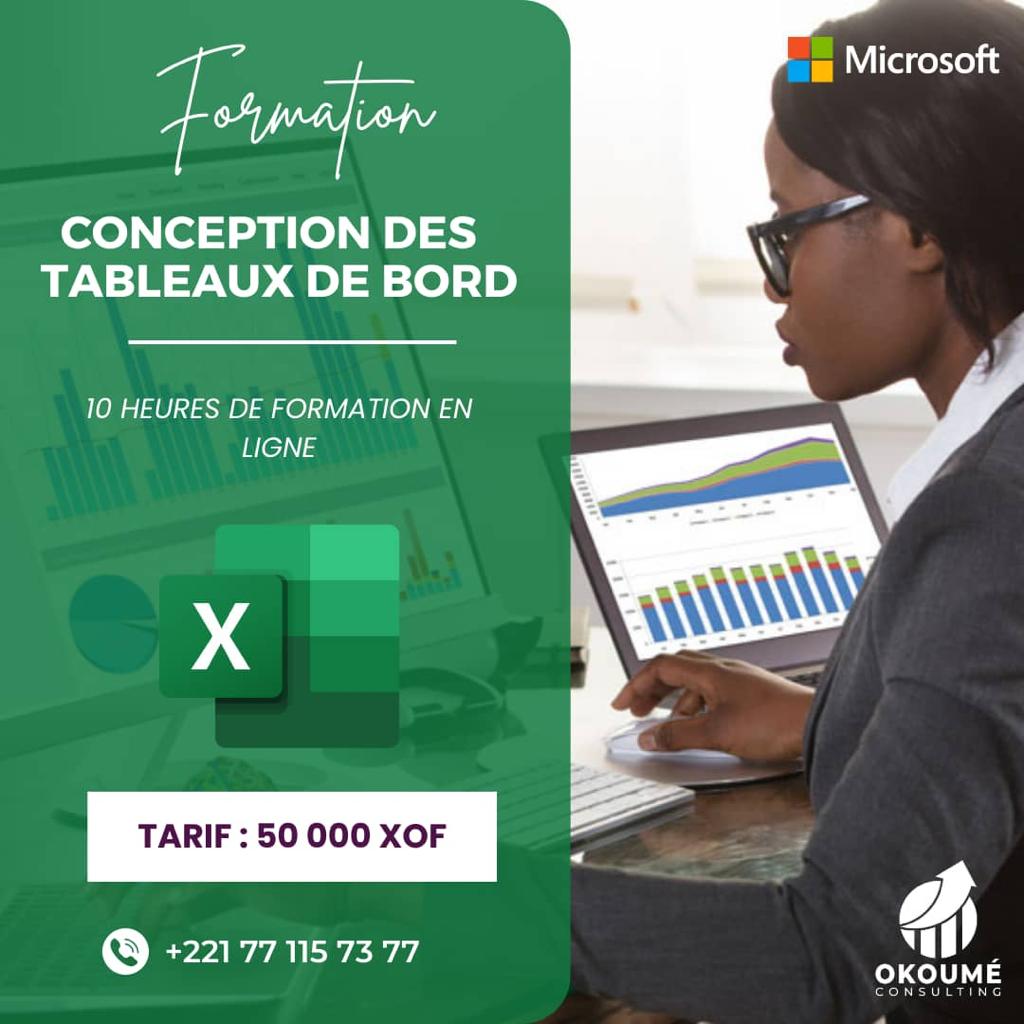 Formation
CONCEPTION DES
TABLEAUX DE BORD
10 HEURES DE FORMATION EN
LIGNE
X
TARIF : 50 000 XOF
+221 77 115 73 77
Microsoft
OKOUMÉ
CONSULTING